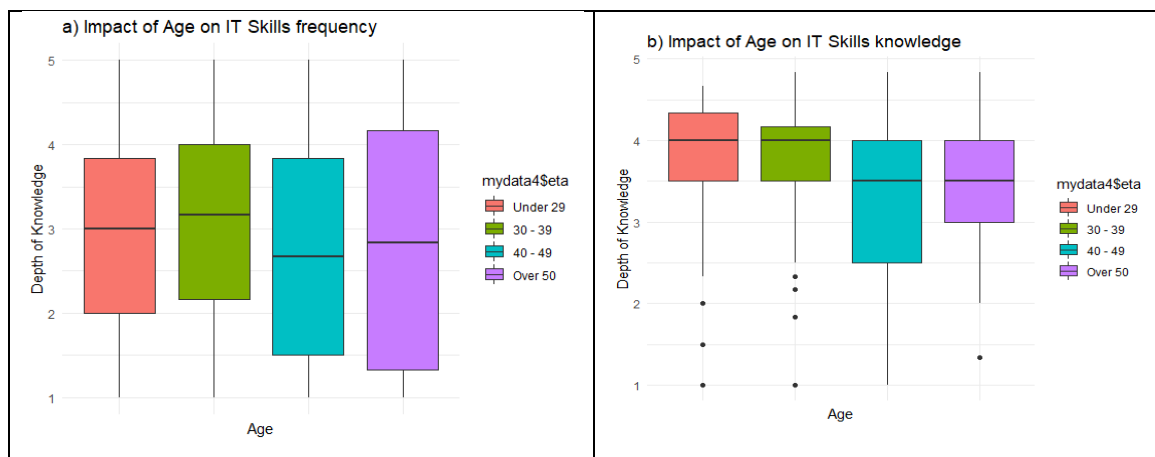 a) Impact of Age on IT Skills frequency
5
4
3
2
1
Depth of Knowledge
Age
mydata4$eta
Under 29
30 - 39
40 - 49
Over 50
b) Impact of Age on IT Skills knowledge
5
4
3
2
1
Depth of Knowledge
Age
mydata4$eta
Under 29
30 - 39
40 - 49
Over 50